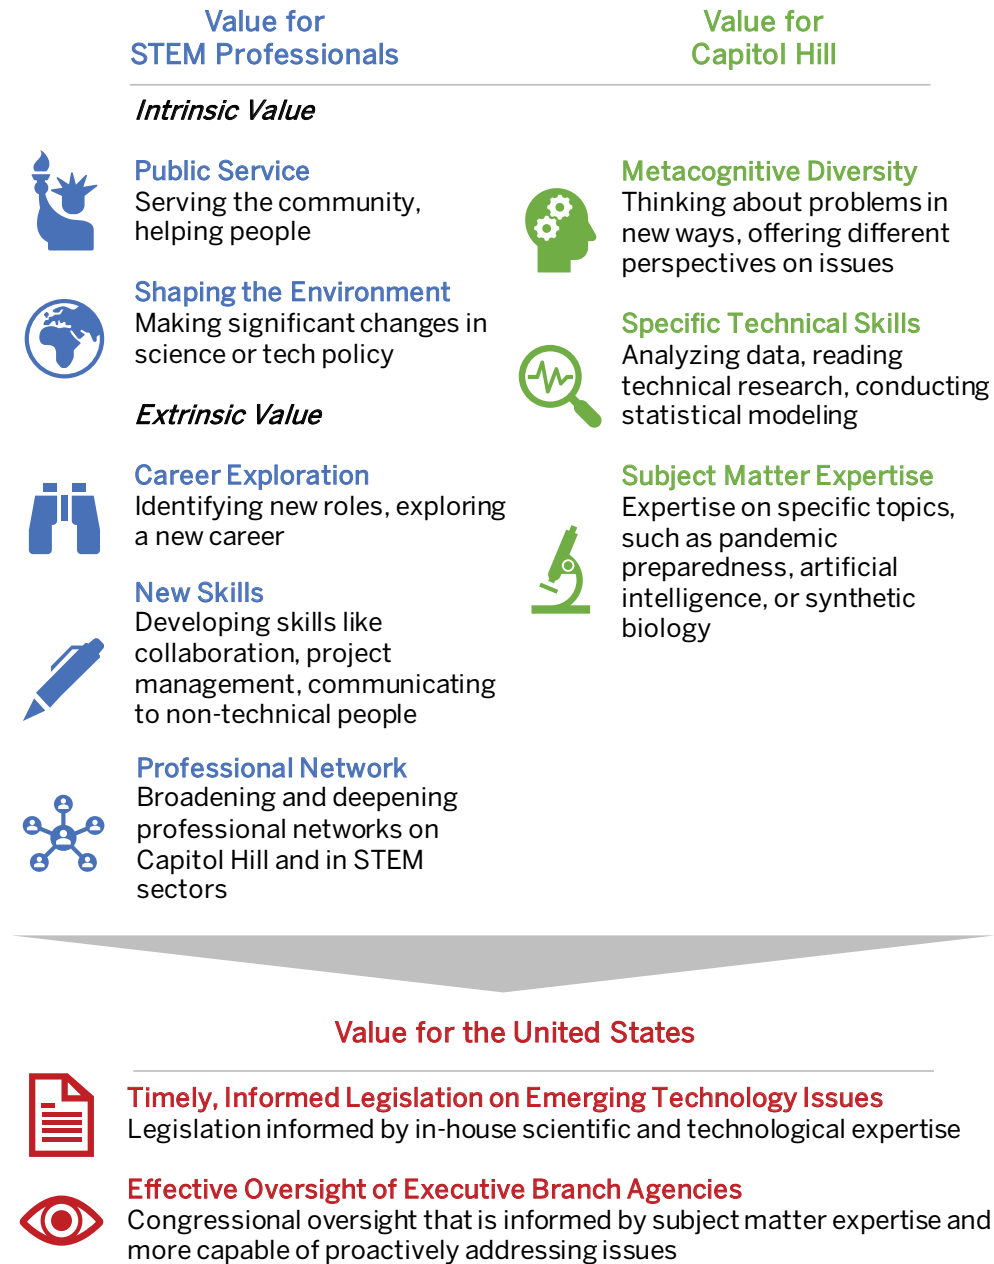 Value for
STEM Professionals
Value for
Capitol Hill
Intrinsic Value
Public Service
Serving the community,
helping people
Shaping the Environment
Making significant changes in
science or tech policy
Extrinsic Value
Career Exploration
Identifying new roles, exploring
a new career
New Skills
Developing skills like
collaboration, project
management, communicating
to non-technical people
Professional Network
Broadening and deepening
professional networks on
Capitol Hill and in STEM
sectors
Metacognitive Diversity
Thinking about problems in
new ways, offering different
perspectives on issues
Specific Technical Skills
Analyzing data, reading
technical research, conducting
statistical modeling
Subject Matter Expertise
Expertise on specific topics,
such as pandemic
preparedness, artificial
intelligence, or synthetic
biology
Value for the United States
Timely, Informed Legislation on Emerging Technology Issues
Legislation informed by in-house scientific and technological expertise
Effective Oversight of Executive Branch Agencies
Congressional oversight that is informed by subject matter expertise and
more capable of proactively addressing issues